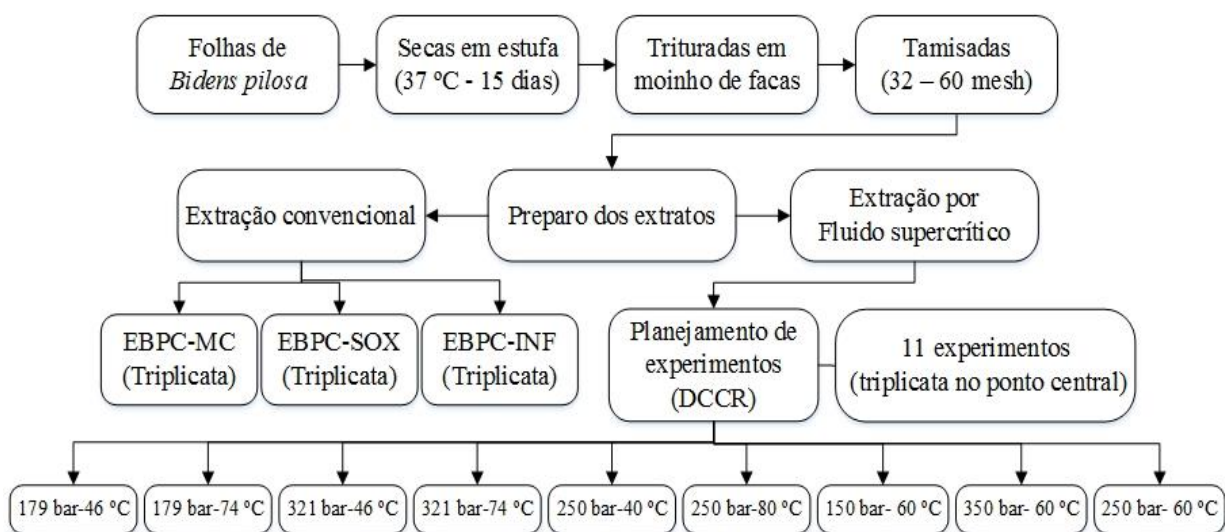 Folhas de
Bidens pilosa
Secas em estufa
(37 ºC - 15 dias)
Trituradas em
moinho de facas
Tamisadas
(32 – 60 mesh)
Extração convencional
Preparo dos extratos
Extração por
Fluido supercrítico
EBPC-MC
(Triplicata)
EBPC-SOX
(Triplicata)
EBPC-INF
(Triplicata)
Planejamento de
experimentos
(DCCR)
11 experimentos
(triplicata no ponto central)
179 bar-46 ºC
179 bar-74 ºC
321 bar-46 ºC
321 bar-74 ºC
250 bar-40 ºC
250 bar-80 ºC
150 bar- 60 ºC
350 bar- 60 ºC
250 bar- 60 ºC